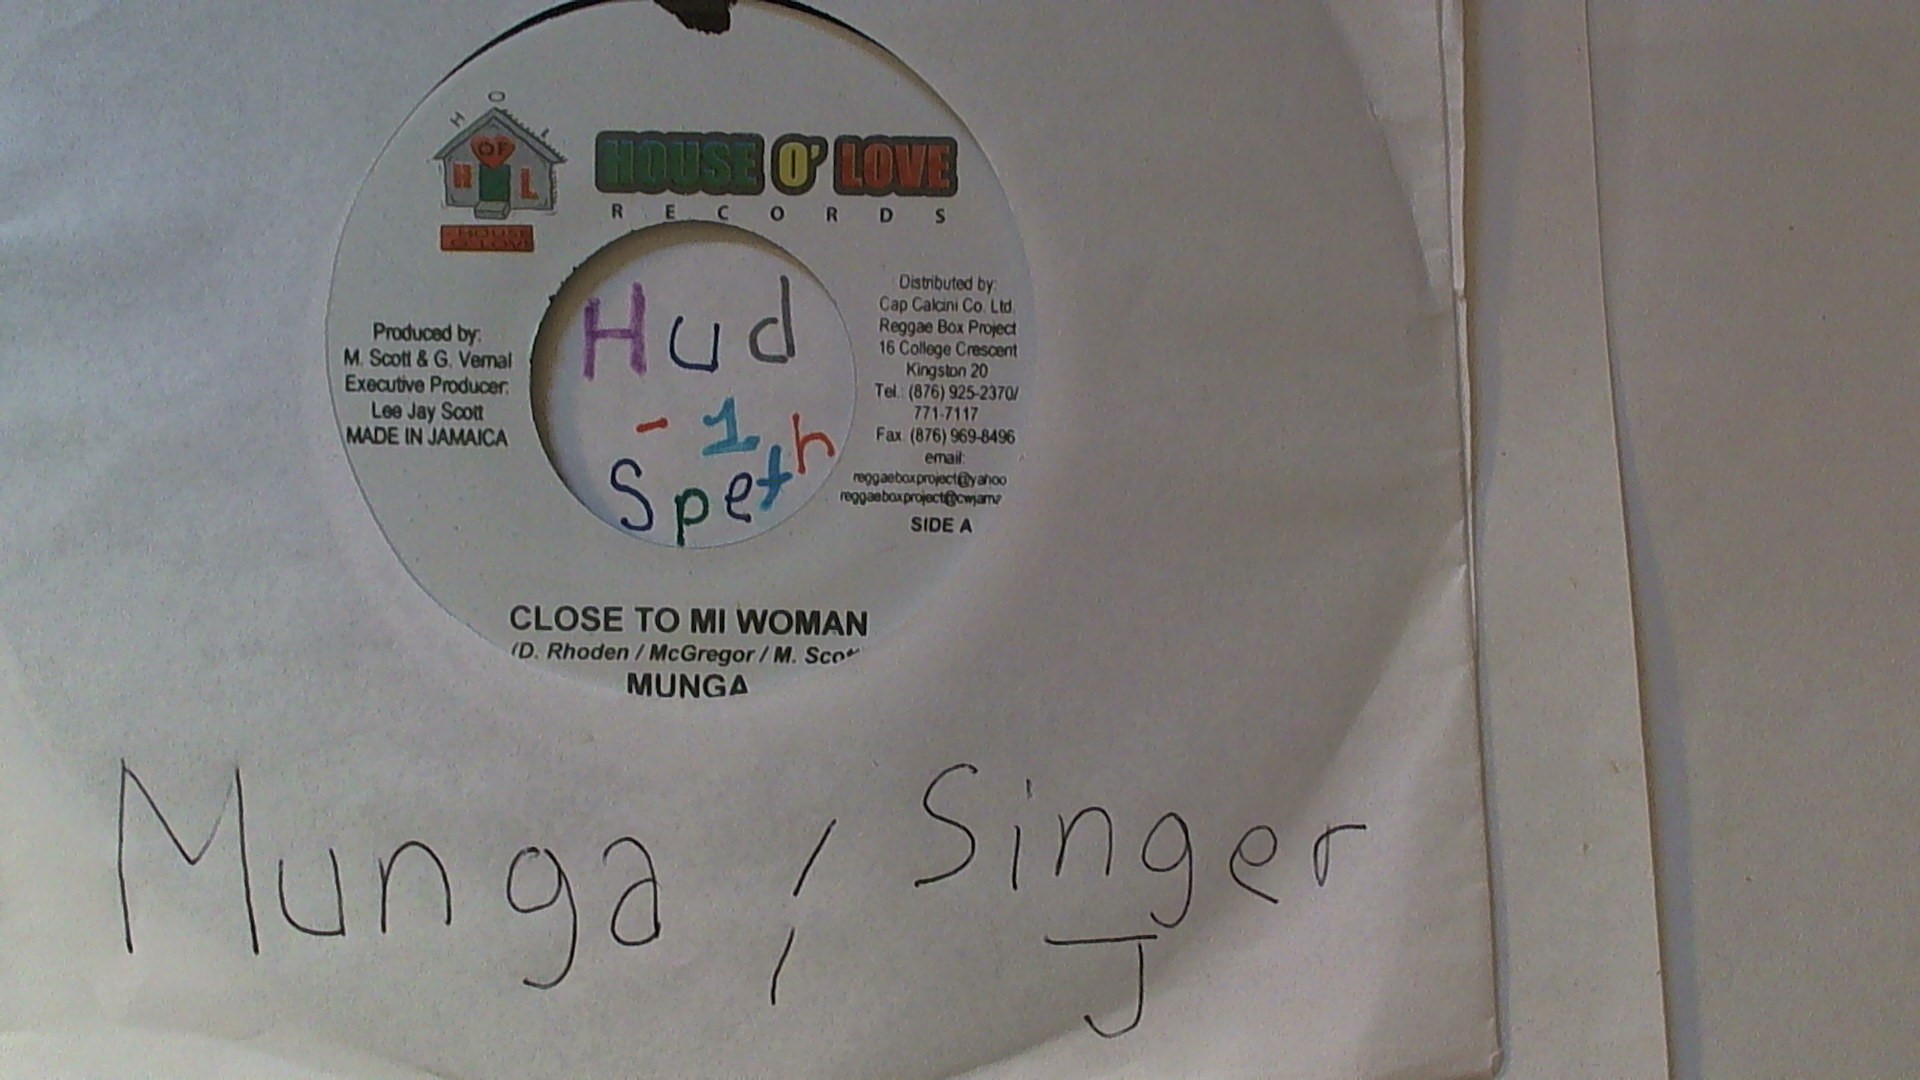 H O L
OF
H L
HOUSE O' LOVE
HOUSE O' LOVE
RECORDS
Produced by:
M. Scott & G. Vernal
Executive Producer:
Lee Jay Scott
MADE IN JAMAICA
Hud
- 1
Speth
Distributed by:
Cap Calcini Co. Ltd.
Reggae Box Project
16 College Crescent
Kingston 20
Tel.: (876) 925-2370/
771-7117
Fax: (876) 969-8496
email:
reggaeboxproject@yahoo
SIDE A
CLOSE TO MI WOMAN
(D. Rhoden / McGregor / M. Scot
MUNGA
Munga / Singer
/ J